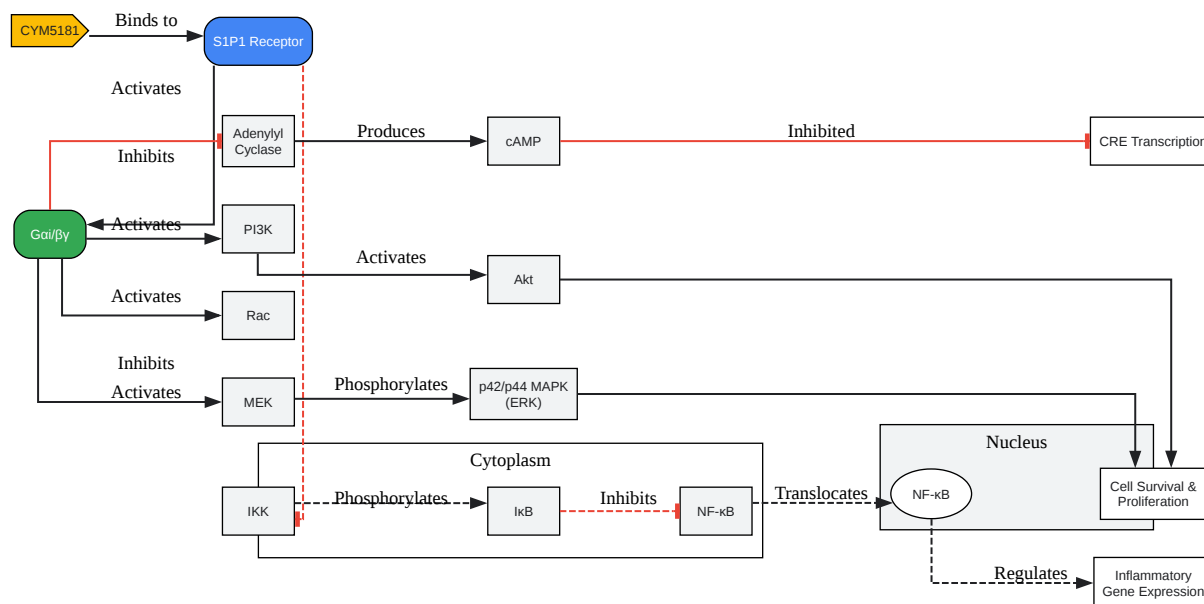 CYM5181
Binds to
S1P1 Receptor
Activates
Adenylyl
Cyclase
Produces
cAMP
Inhibited
CRE Transcription
Inhibits
Gαi/βγ
Activates
PI3K
Activates
Akt
Activates
Rac
Inhibits
Activates
MEK
Phosphorylates
p42/p44 MAPK
(ERK)
Nucleus
Cytoplasm
IKK
Phosphorylates
IκB
Inhibits
NF-κB
Translocates
NF-κB
Cell Survival &
Proliferation
Regulates
Inflammatory
Gene Expression